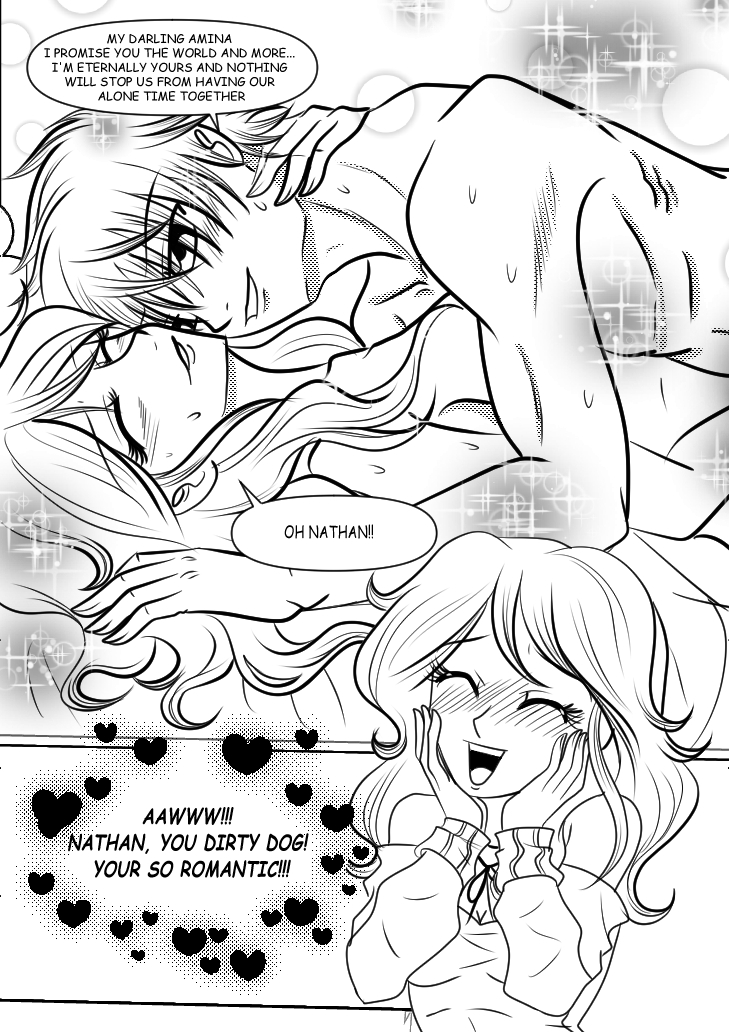 MY DARLING AMINA
I PROMISE YOU THE WORLD AND MORE...
I'M ETERNALLY YOURS AND NOTHING
WILL STOP US FROM HAVING OUR
ALONE TIME TOGETHER
OH NATHAN!!
AAWWW!!!
NATHAN, YOU DIRTY DOG!
YOUR SO ROMANTIC!!!